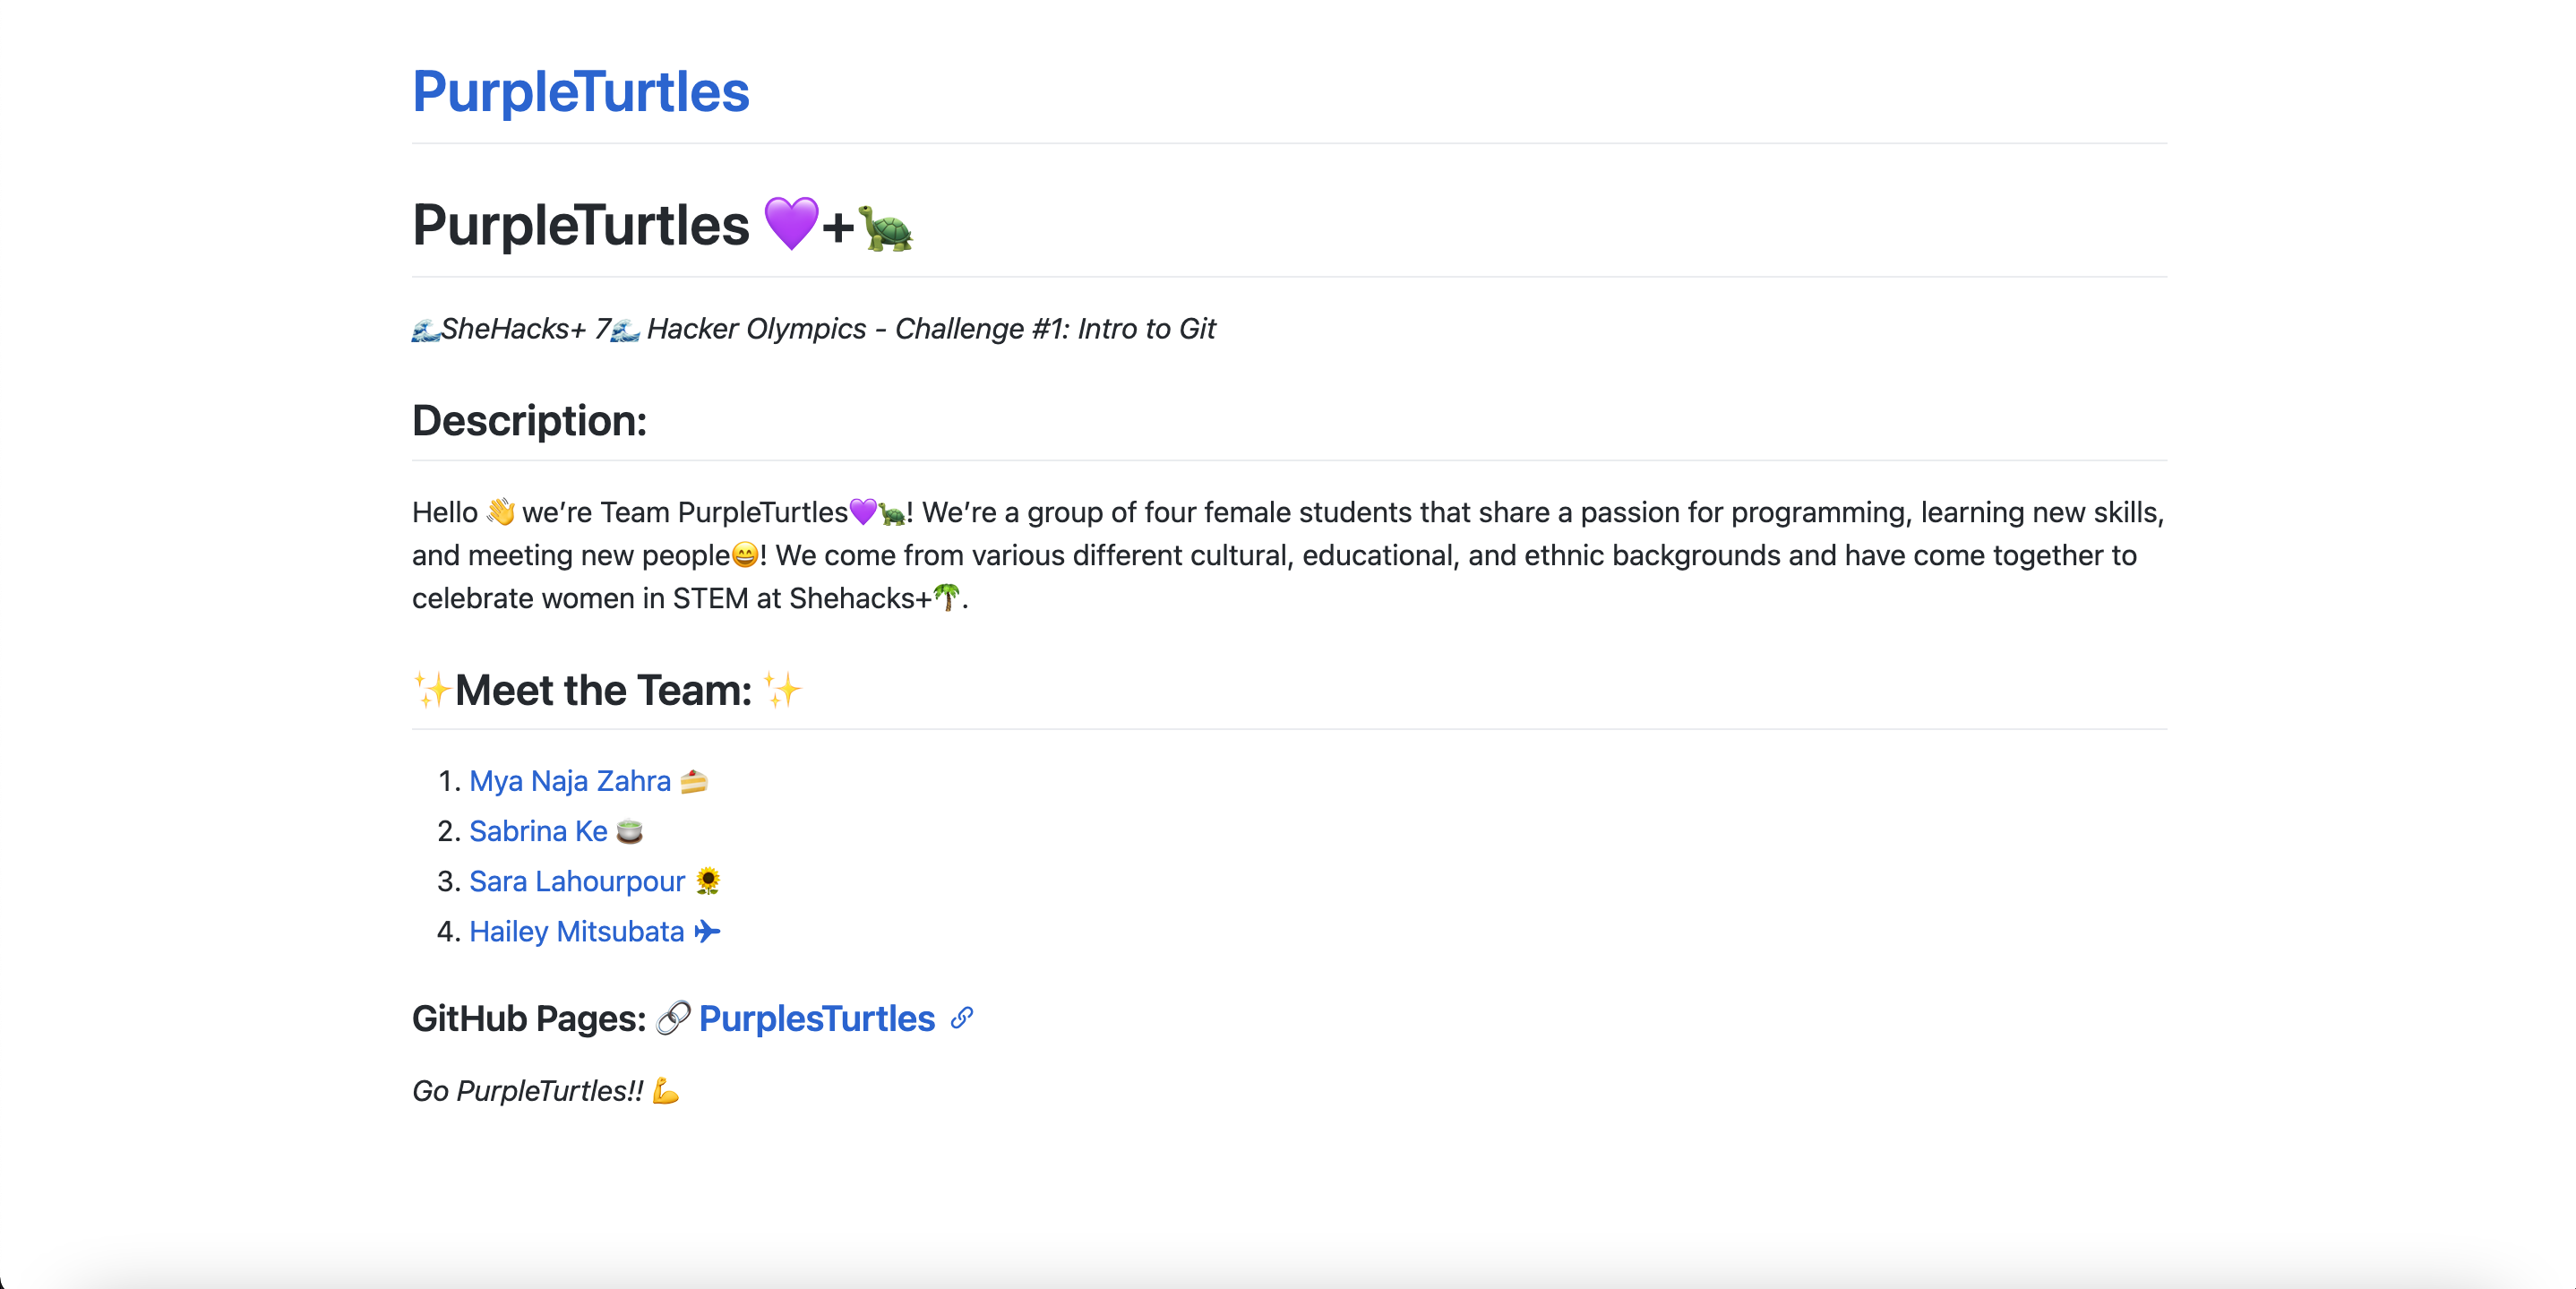 PurpleTurtles
PurpleTurtles 💜+🐢
🌊SheHacks+ 7🌊 Hacker Olympics - Challenge #1: Intro to Git
Description:
Hello 👋 we’re Team PurpleTurtles💜🐢! We’re a group of four female students that share a passion for programming, learning new skills,
and meeting new people😄! We come from various different cultural, educational, and ethnic backgrounds and have come together to
celebrate women in STEM at Shehacks+🌴.
✨Meet the Team: ✨
1. Mya Naja Zahra 🍰
2. Sabrina Ke 🍵
3. Sara Lahourpour 🌻
4. Hailey Mitsubata ✈
GitHub Pages: 🔗 PurplesTurtles
Go PurpleTurtles!! 💪